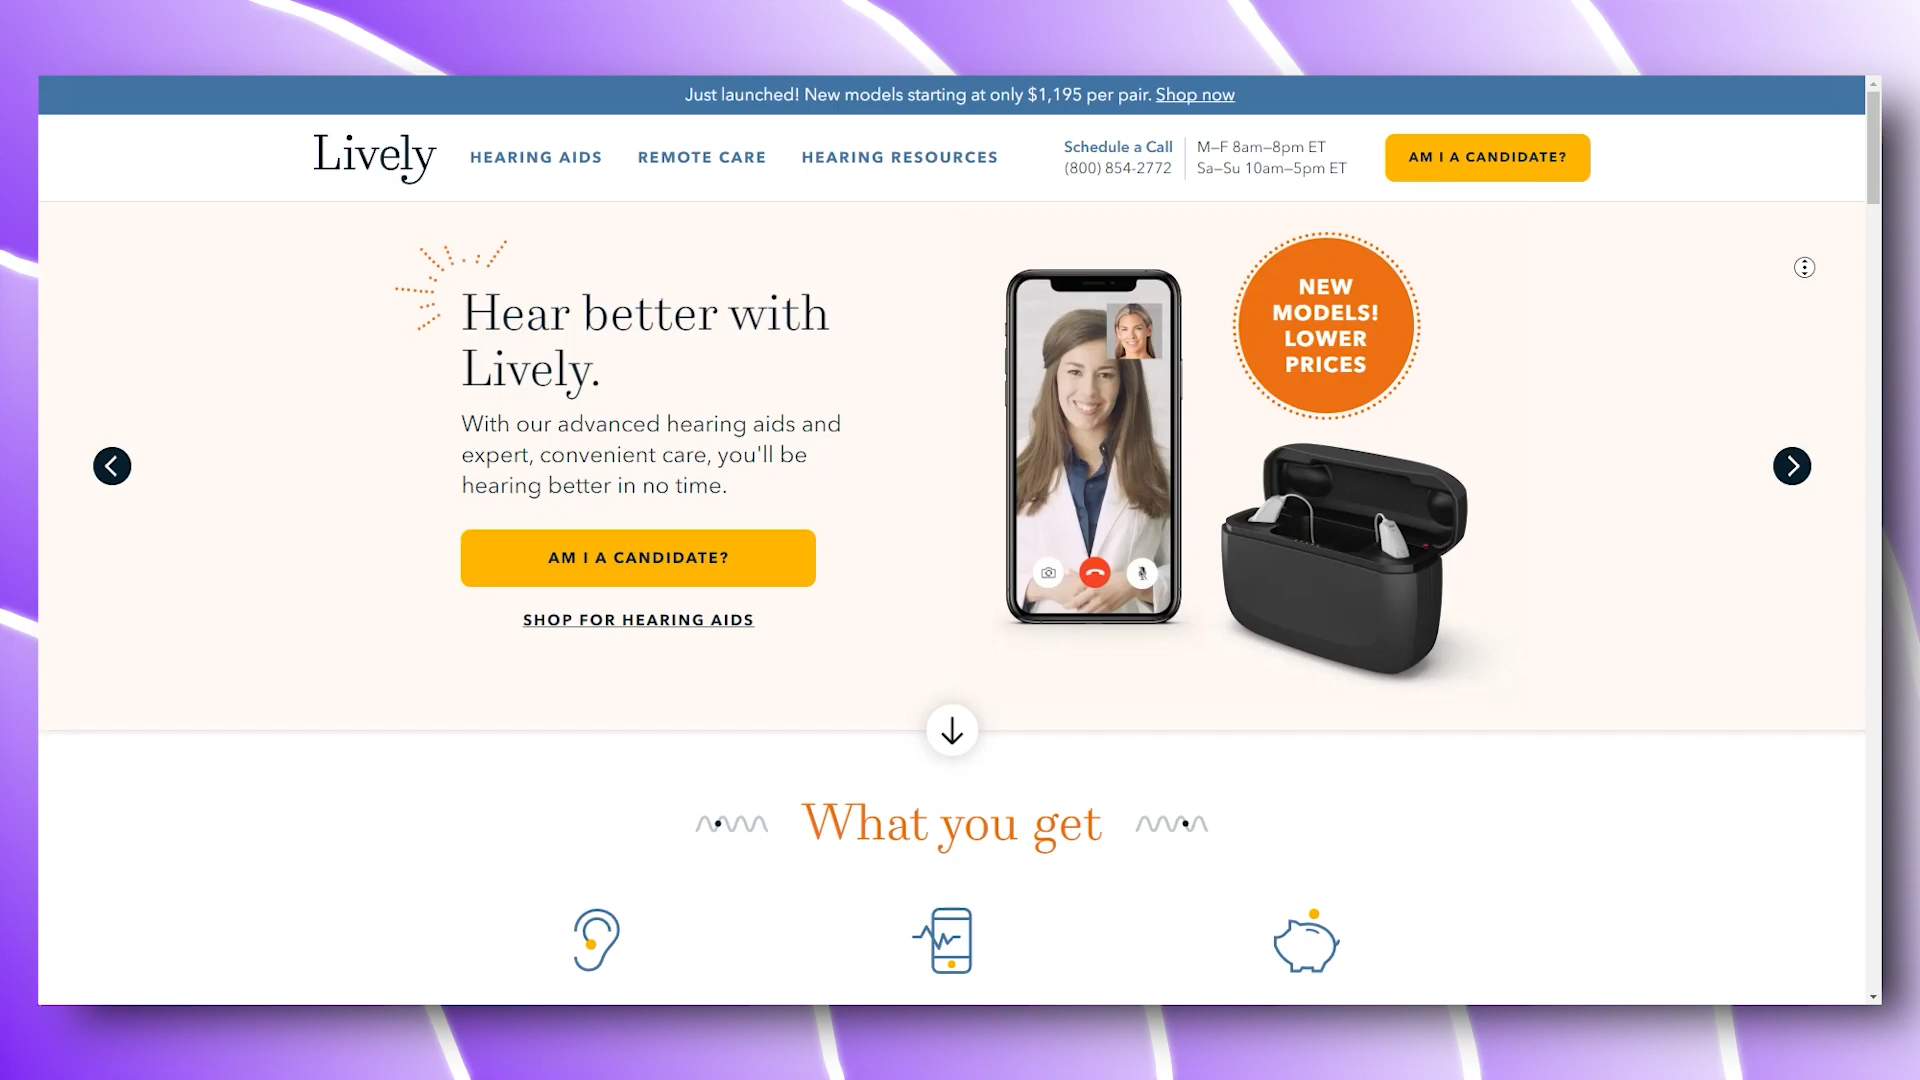 Just launched! New models starting at only $1,195 per pair. Shop now
Lively
HEARING AIDS
REMOTE CARE
HEARING RESOURCES
Schedule a Call
(800) 854-2772
M–F 8am–8pm ET
Sa–Su 10am–5pm ET
AM I A CANDIDATE?
Hear better with
Lively.
With our advanced hearing aids and
expert, convenient care, you'll be
hearing better in no time.
AM I A CANDIDATE?
SHOP FOR HEARING AIDS
NEW
MODELS!
LOWER
PRICES
What you get